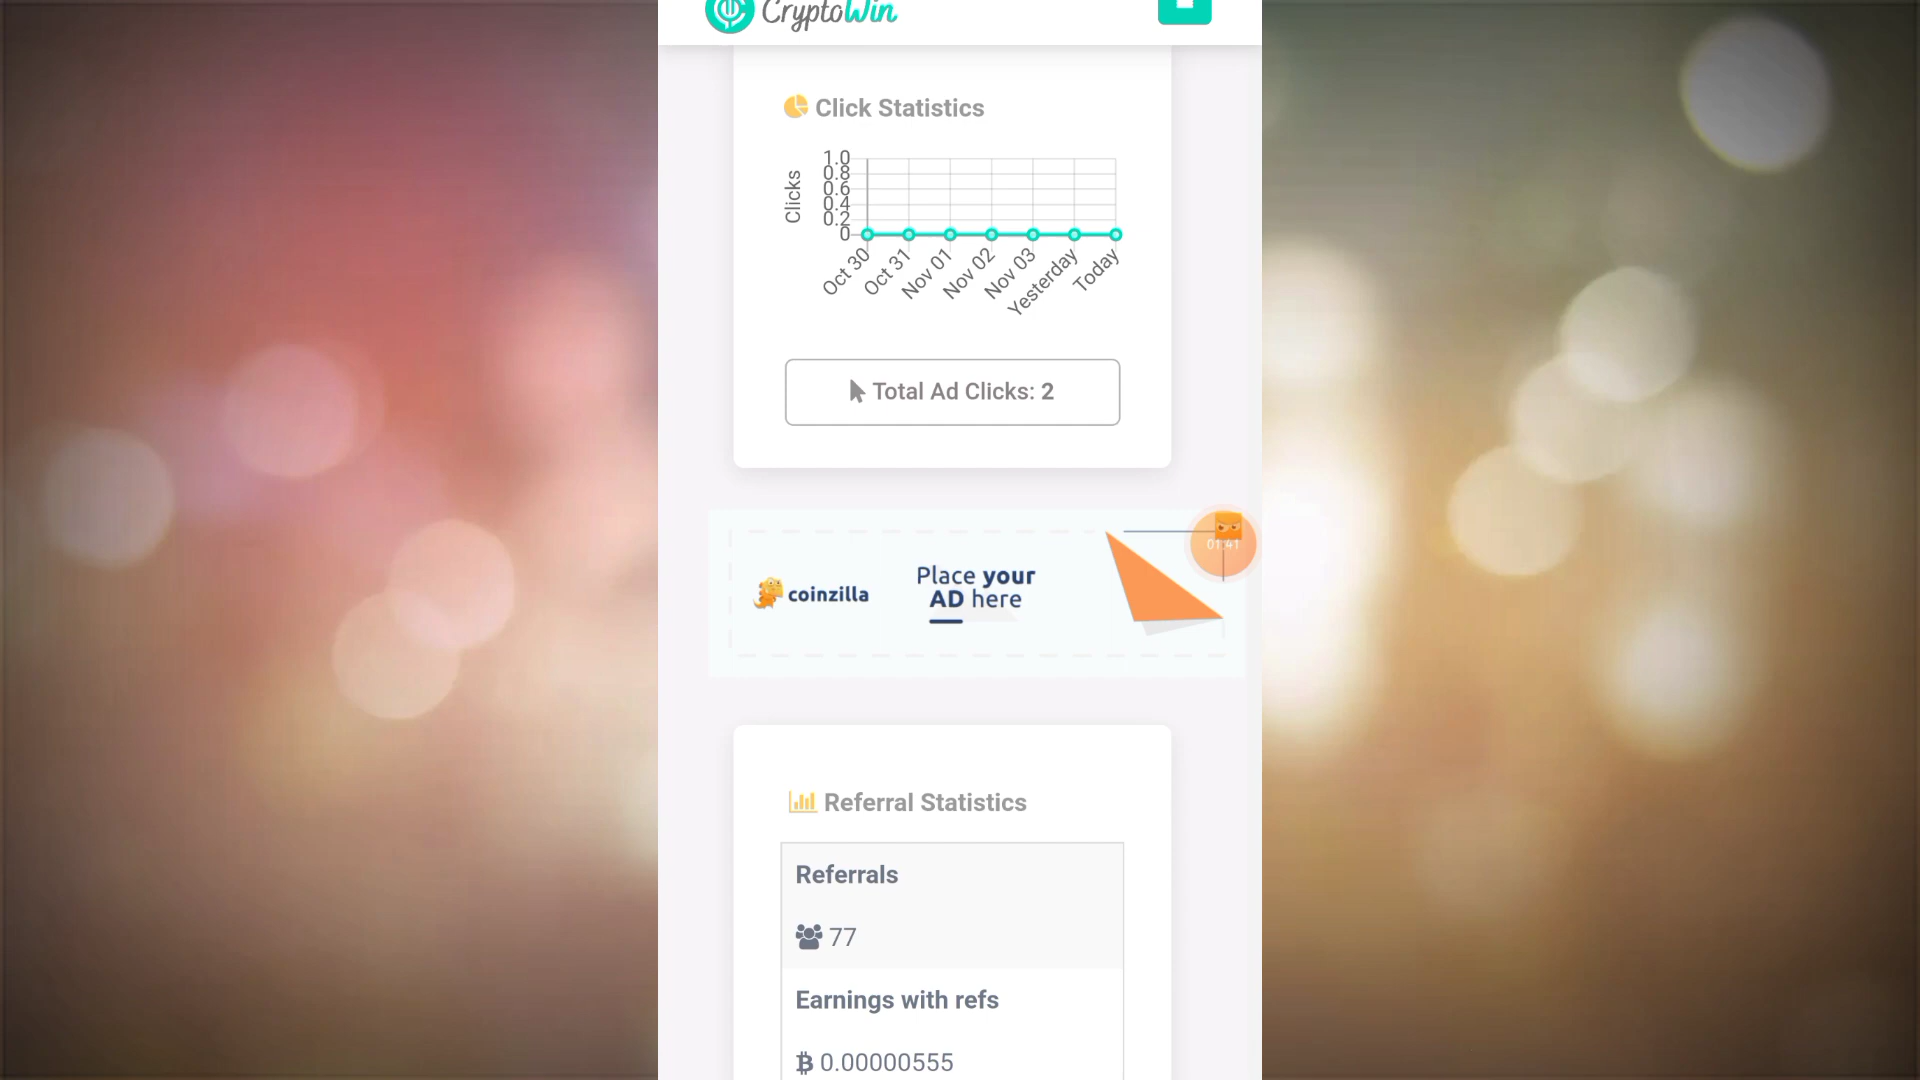 CryptoWin
Click Statistics
Clicks
1.0
0.8
0.6
0.4
0.2
0
Oct 30
Oct 31
Nov 01
Nov 02
Nov 03
Yesterday
Today
Total Ad Clicks: 2
coinzilla
Place your
AD here
01:41
Referral Statistics
Referrals
77
Earnings with refs
0.00000555